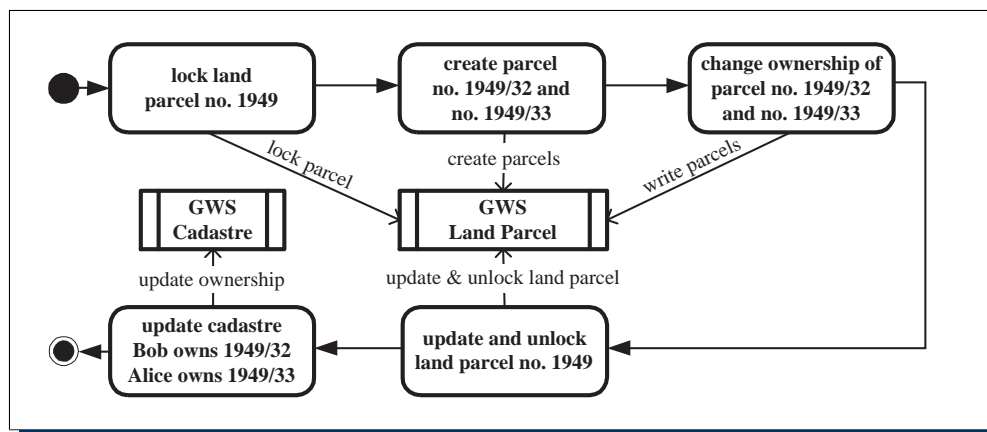 lock land
parcel no. 1949
create parcel
no. 1949/32 and
no. 1949/33
change ownership of
parcel no. 1949/32
and no. 1949/33
lock parcel
create parcels
write parcels
GWS
Cadastre
GWS
Land Parcel
update ownership
update & unlock land parcel
update cadastre
Bob owns 1949/32
Alice owns 1949/33
update and unlock
land parcel no. 1949